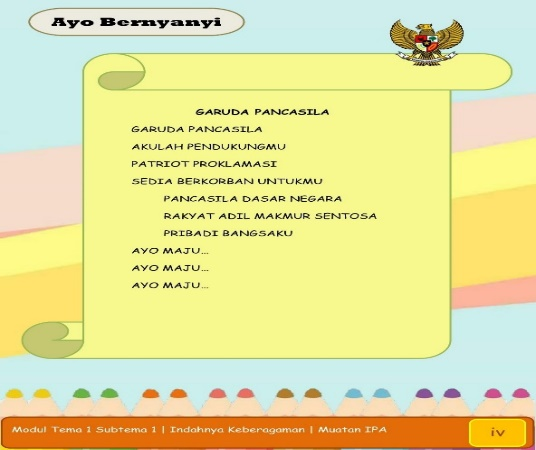 Ayo Bernyanyi
GARUDA PANCASILA
GARUDA PANCASILA
AKULAH PENDUKUNGMU
PATRIOT PROKLAMASI
SEDIA BERKORBAN UNTUKMU
PANCASILA DASAR NEGARA
RAKYAT ADIL MAKMUR SENTOSA
PRIBADI BANGSAKU
AYO MAJU...
AYO MAJU...
AYO MAJU...
Modul Tema 1 Subtema 1 | Indahnya Keberagaman | Muatan IPA
iv